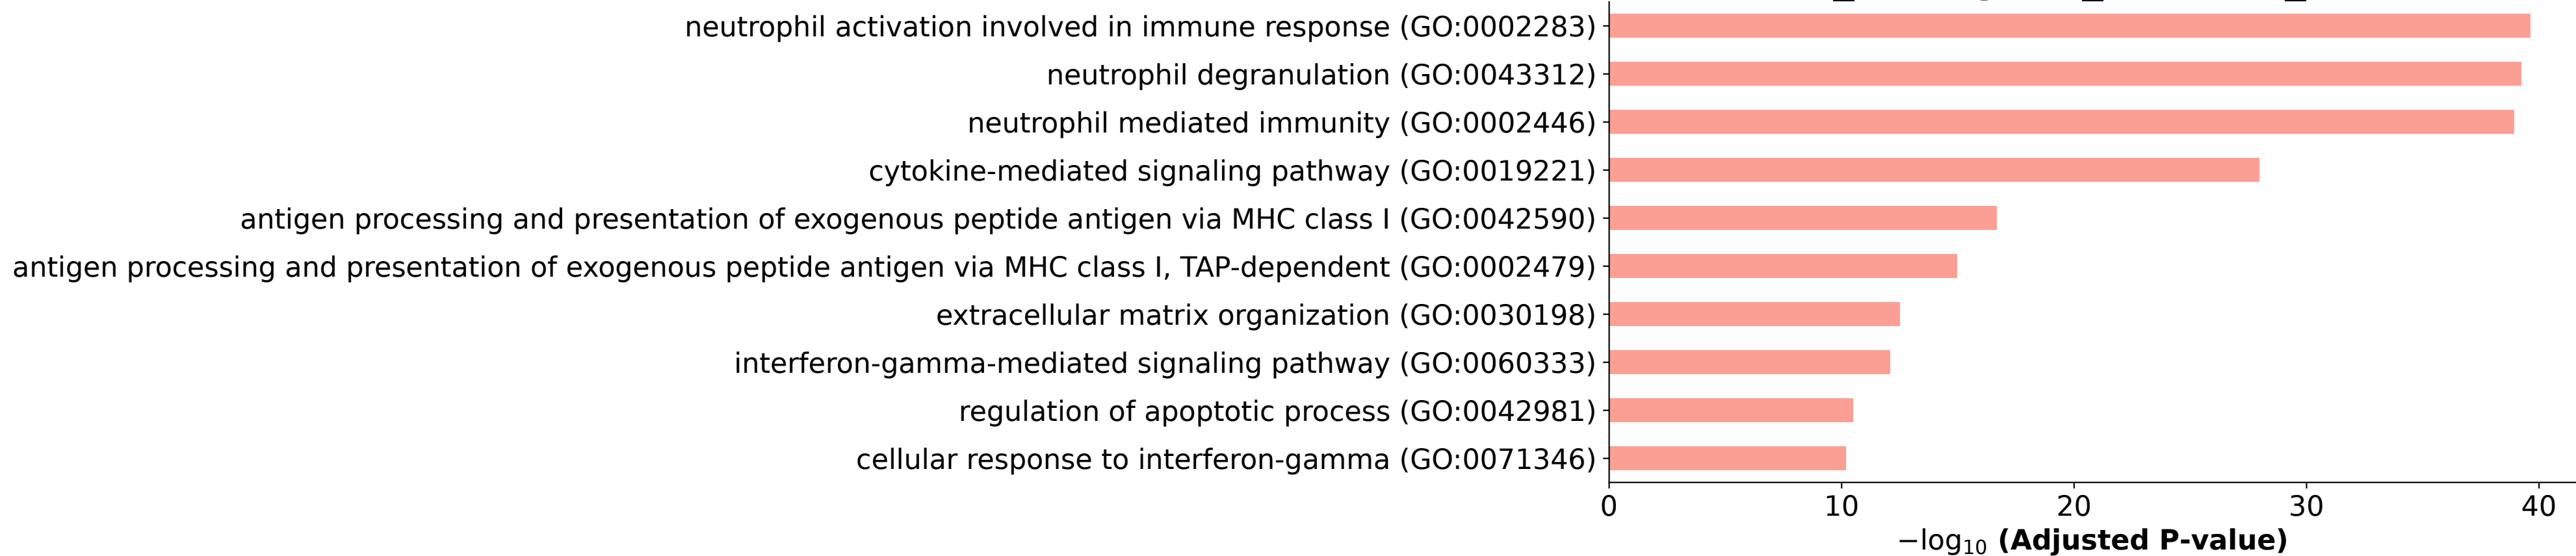 neutrophil activation involved in immune response (GO:0002283)
neutrophil degranulation (GO:0043312)
neutrophil mediated immunity (GO:0002446)
cytokine-mediated signaling pathway (GO:0019221)
antigen processing and presentation of exogenous peptide antigen via MHC class I (GO:0042590)
antigen processing and presentation of exogenous peptide antigen via MHC class I, TAP-dependent (GO:0002479)
extracellular matrix organization (GO:0030198)
interferon-gamma-mediated signaling pathway (GO:0060333)
regulation of apoptotic process (GO:0042981)
cellular response to interferon-gamma (GO:0071346)
0 10 20 30 40
−log₁₀ (Adjusted P-value)